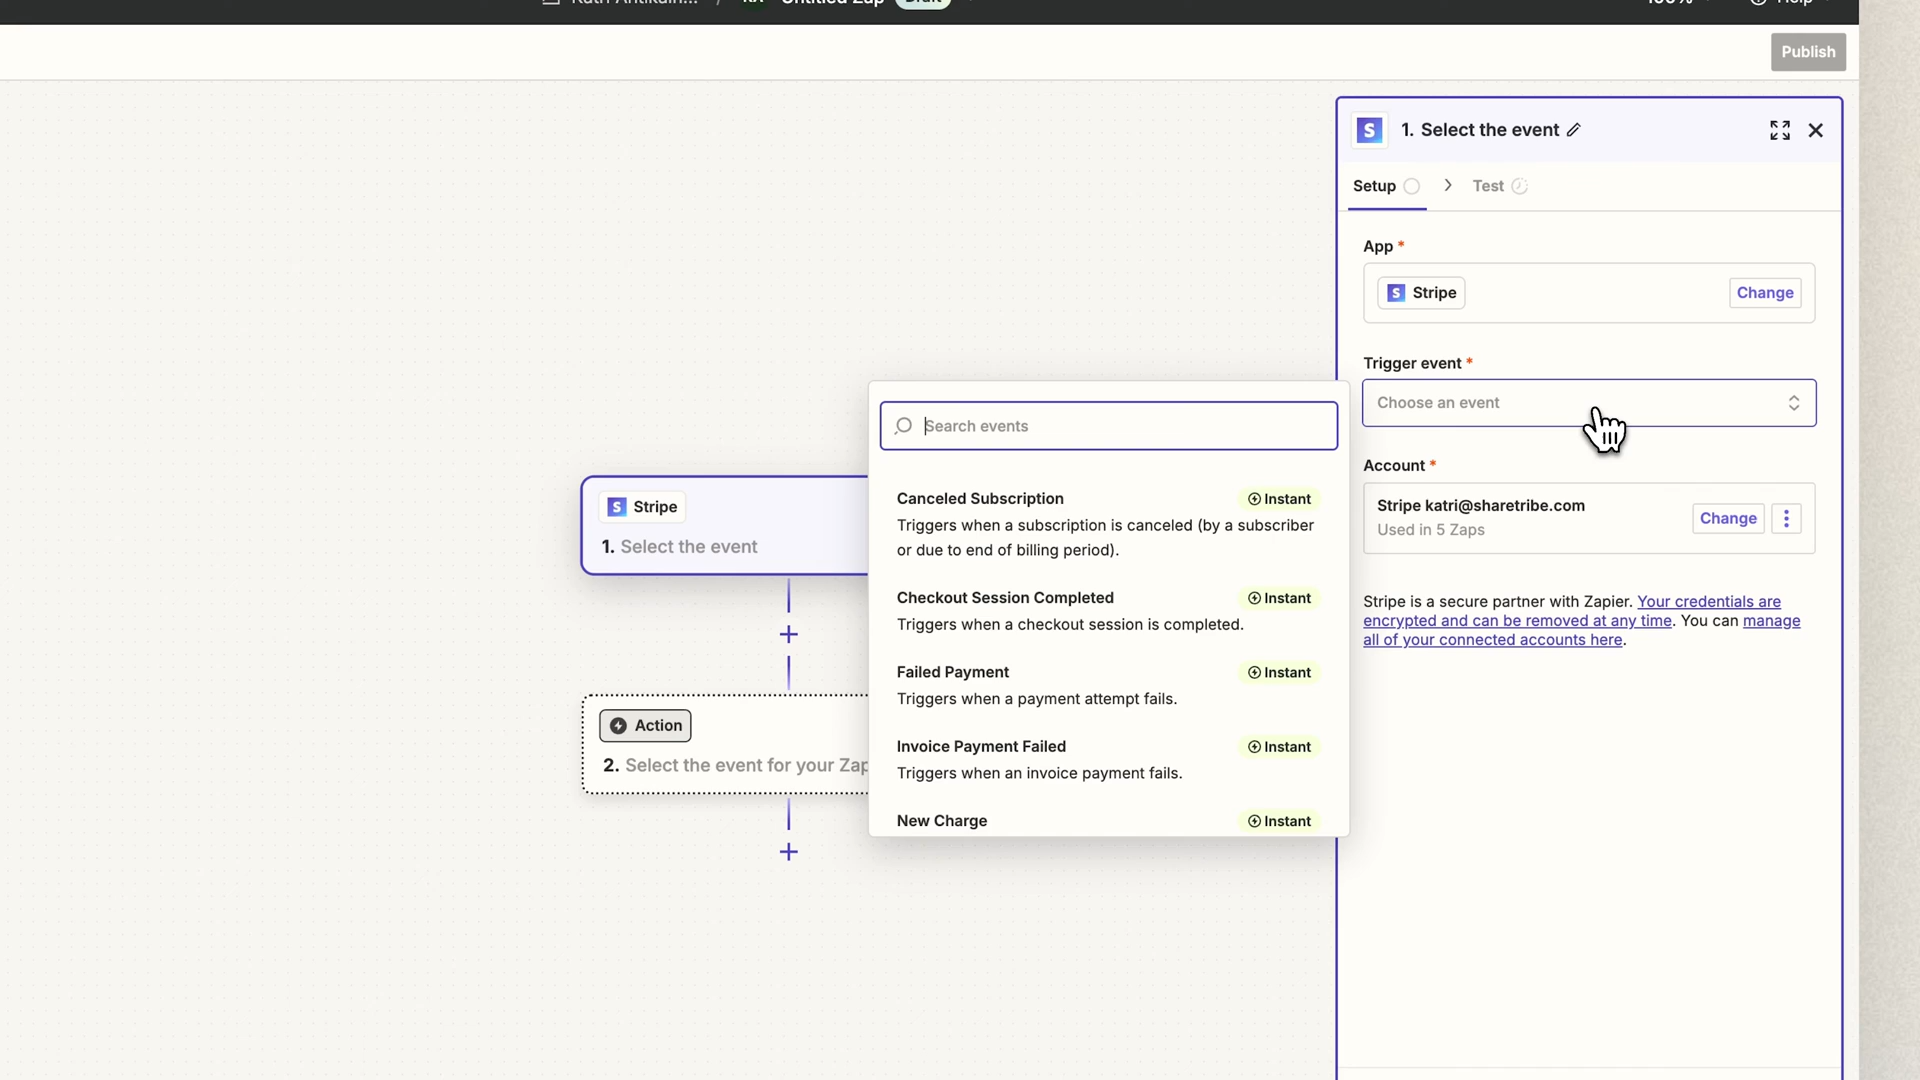 Untitled Zap
Draft
100%
Help
Publish
1. Select the event
Setup
Test
App *
Stripe
Change
Trigger event *
Choose an event
Account *
Stripe katri@sharetribe.com
Used in 5 Zaps
Change
Stripe is a secure partner with Zapier. Your credentials are
encrypted and can be removed at any time. You can manage
all of your connected accounts here.
Search events
Canceled Subscription
Instant
Triggers when a subscription is canceled (by a subscriber
or due to end of billing period).
Checkout Session Completed
Instant
Triggers when a checkout session is completed.
Failed Payment
Instant
Triggers when a payment attempt fails.
Invoice Payment Failed
Instant
Triggers when an invoice payment fails.
New Charge
Instant
Stripe
1. Select the event
Action
2. Select the event for your Zap